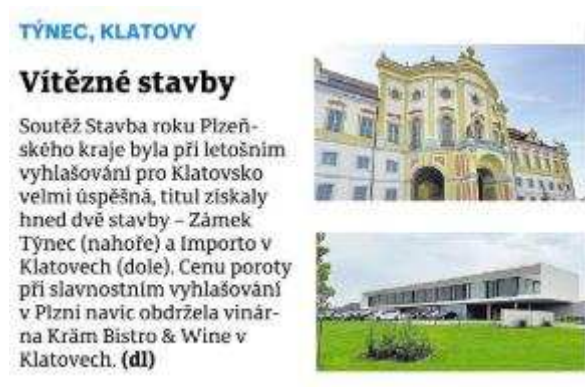 TÝNEC, KLATOVY
Vítězné stavby
Soutěž Stavba roku Plzeň-
ského kraje byla při letošním
vyhlašování pro Klatovsko
velmi úspěšná, titul získaly
hned dvě stavby – Zámek
Týnec (nahoře) a Importo v
Klatovech (dole). Cenu poroty
při slavnostním vyhlašování
v Plzni navíc obdržela vinár-
na Kräm Bistro & Wine v
Klatovech. (dl)